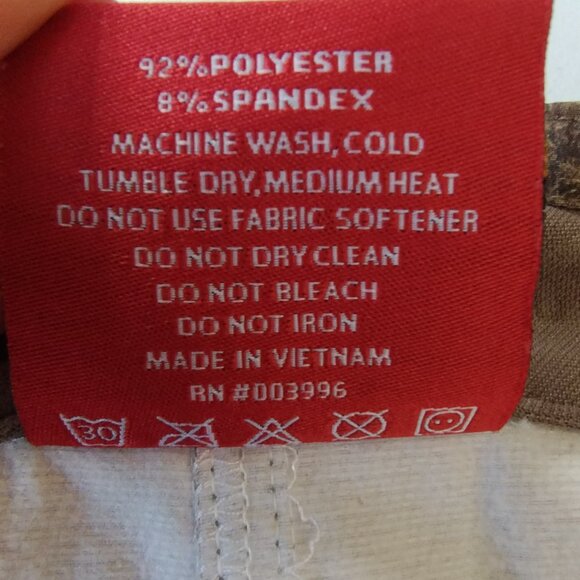 92%POLYESTER
8%SPANDEX
MACHINE WASH,COLD
TUMBLE DRY,MEDIUM HEAT
DO NOT USE FABRIC SOFTENER
DO NOT DRY CLEAN
DO NOT BLEACH
DO NOT IRON
MADE IN VIETNAM
RN #003996
30